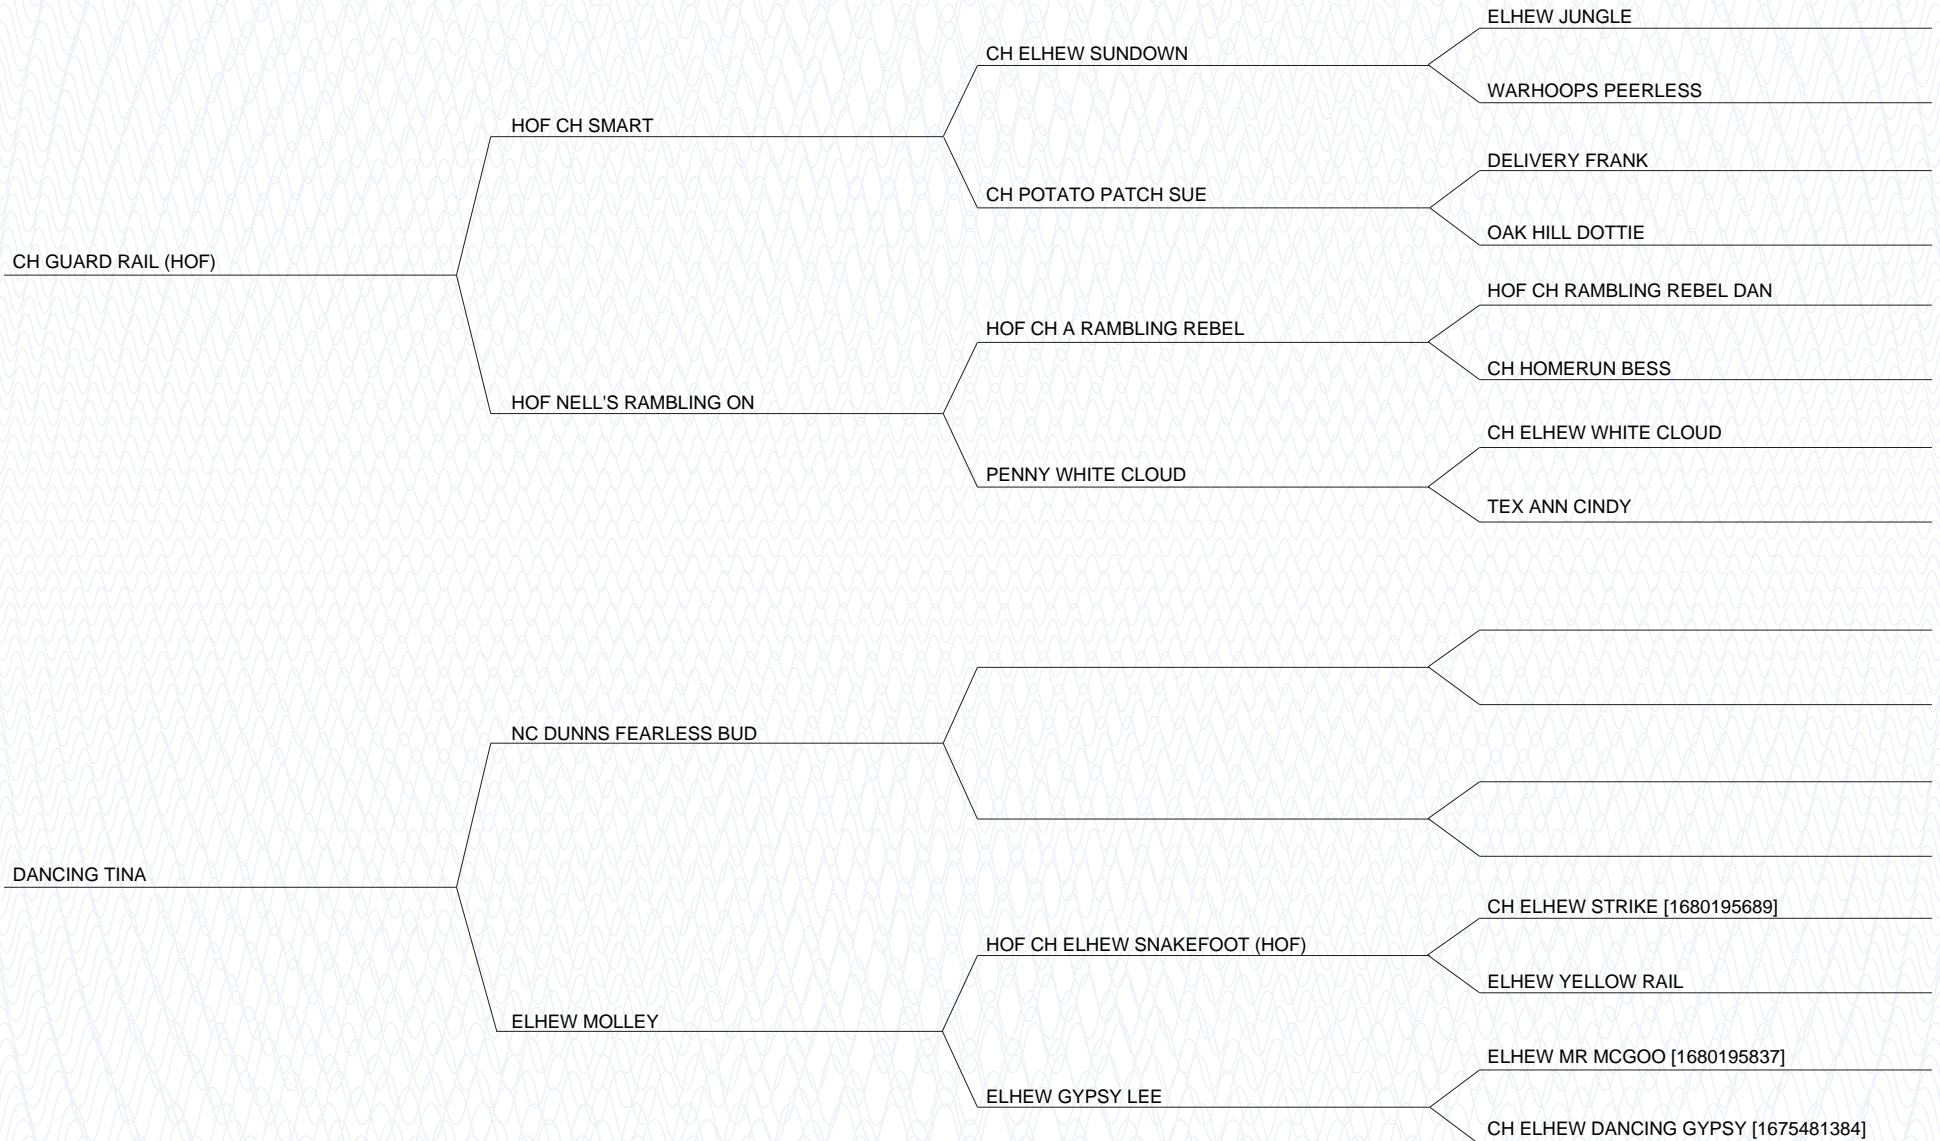 ELHEW JUNGLE
CH ELHEW SUNDOWN
WARHOOPS PEERLESS
HOF CH SMART
DELIVERY FRANK
CH POTATO PATCH SUE
OAK HILL DOTTIE
CH GUARD RAIL (HOF)
HOF CH RAMBLING REBEL DAN
HOF CH A RAMBLING REBEL
CH HOMERUN BESS
HOF NELL'S RAMBLING ON
CH ELHEW WHITE CLOUD
PENNY WHITE CLOUD
TEX ANN CINDY
NC DUNNS FEARLESS BUD
DANCING TINA
CH ELHEW STRIKE [1680195689]
HOF CH ELHEW SNAKEFOOT (HOF)
ELHEW YELLOW RAIL
ELHEW MOLLEY
ELHEW MR MCGOO [1680195837]
ELHEW GYPSY LEE
CH ELHEW DANCING GYPSY [1675481384]